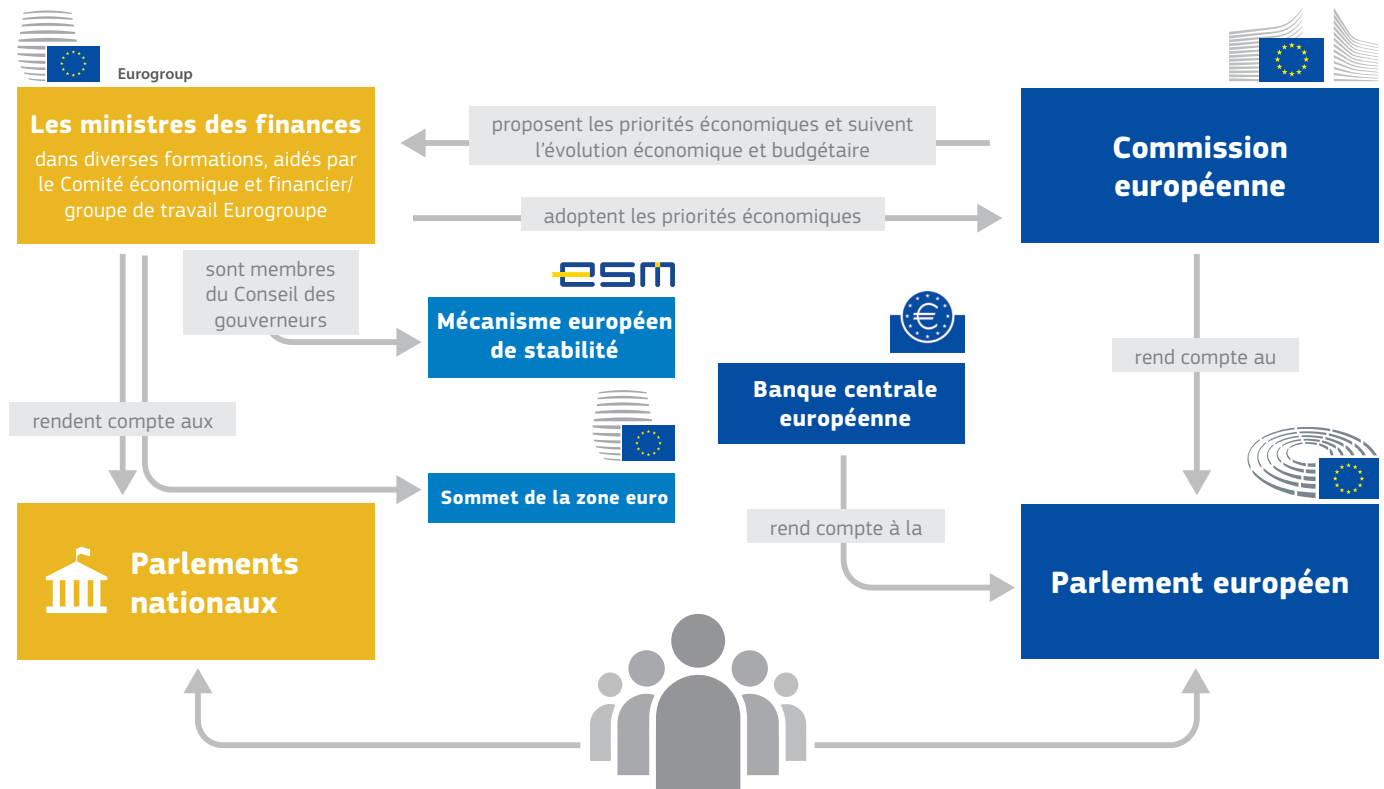 Eurogroup
Les ministres des finances
dans diverses formations, aidés par
le Comité économique et financier/
groupe de travail Eurogroupe
proposent les priorités économiques et suivent
l'évolution économique et budgétaire
adoptent les priorités économiques
Commission
européenne
sont membres
du Conseil des
gouverneurs
esm
Mécanisme européen
de stabilité
Banque centrale
européenne
rend compte au
rendent compte aux
Sommet de la zone euro
rend compte à la
Parlements
nationaux
Parlement européen